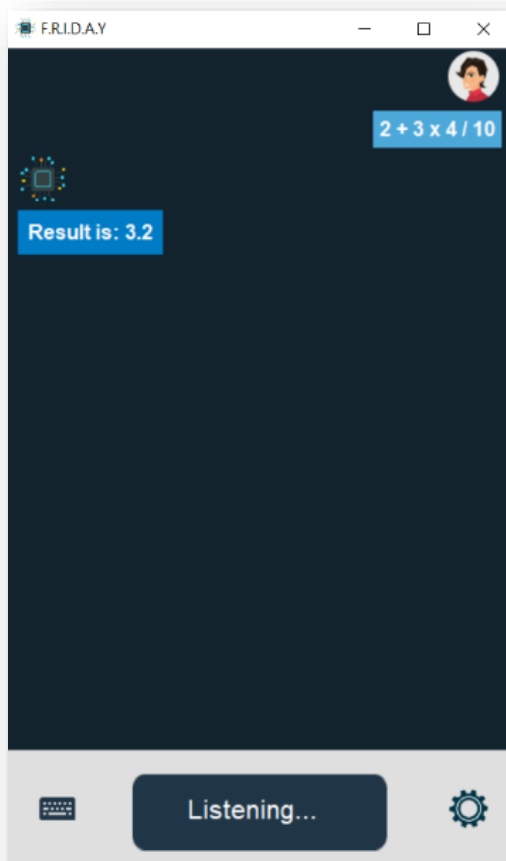 F.R.I.D.A.Y
2 + 3 x 4 / 10
Result is: 3.2
Listening...